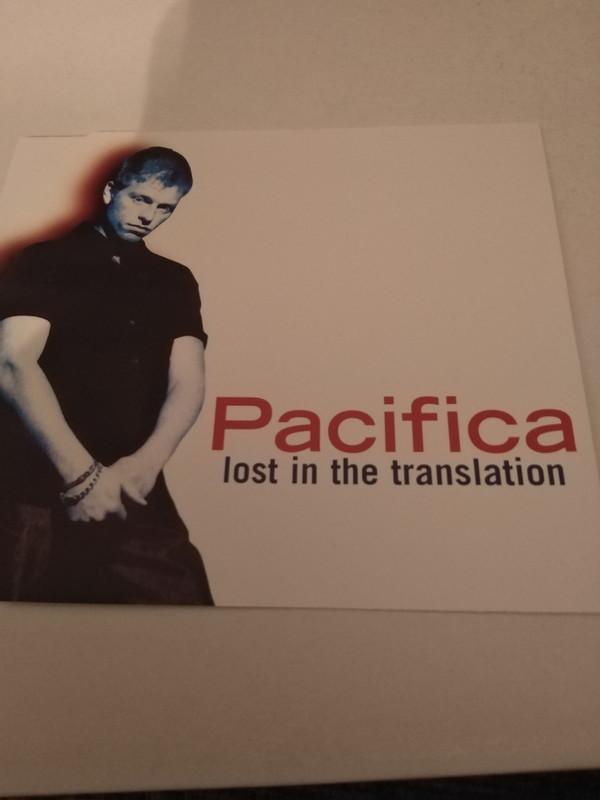 Pacifica
lost in the translation